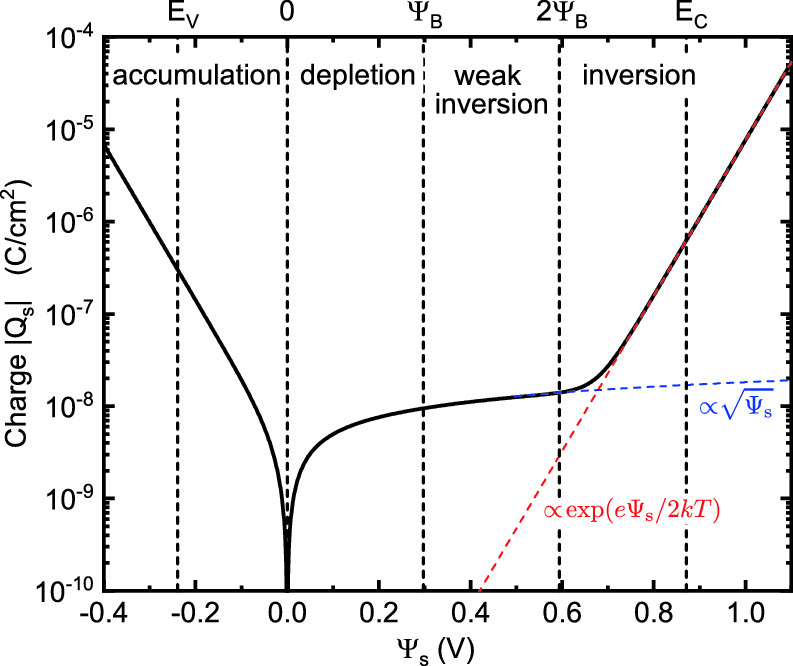 E_V 0 Ψ_B 2Ψ_B E_C
10^-4
accumulation depletion weak inversion
inversion
10^-5
10^-6
10^-7
10^-8
10^-9
10^-10
Charge |Q_s| (C/cm^2)
∝√Ψ_s
∝exp(eΨ_s/2kT)
-0.4 -0.2 0.0 0.2 0.4 0.6 0.8 1.0
Ψ_s (V)